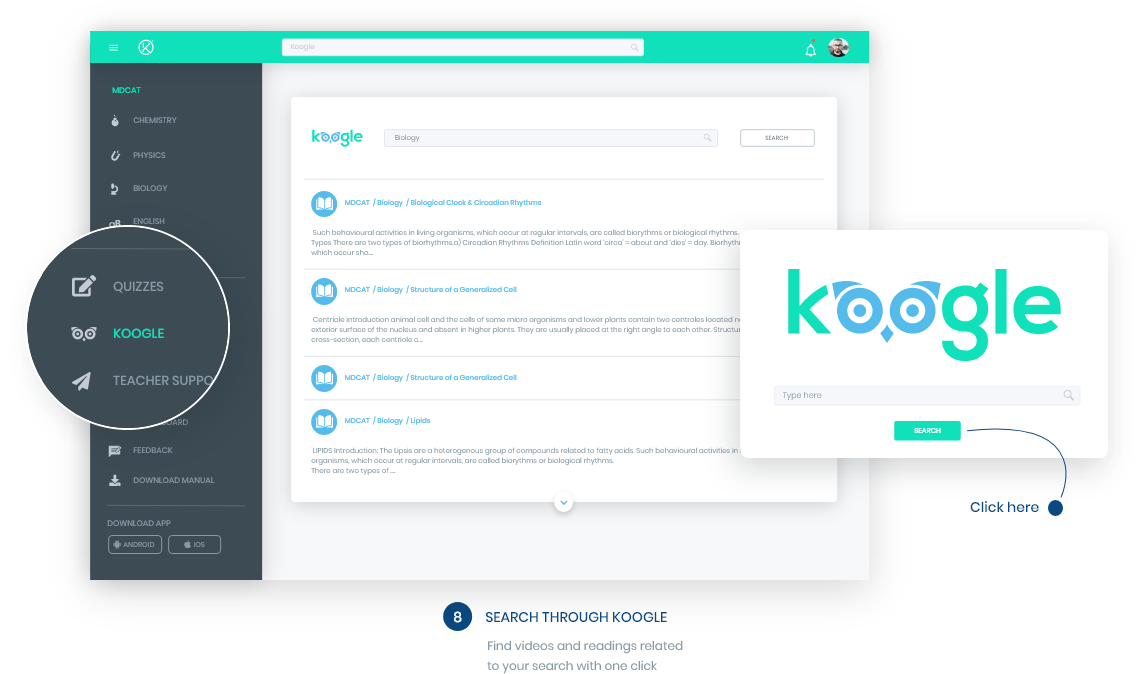 Koogle
MDCAT
CHEMISTRY
PHYSICS
BIOLOGY
ENGLISH
QUIZZES
KOOGLE
TEACHER SUPPO
OARD
FEEDBACK
DOWNLOAD MANUAL
DOWNLOAD APP
ANDROID
IOS
koogle
Biology
SEARCH
MDCAT / Biology / Biological Clock & Circadian Rhythms
Such behavioural activities in living organisms, which occur at regular intervals, are called biorythms or biological rhythms.
Types There are two types of biorhythms.a) Circadian Rhythms Definition Latin word 'circa' = about and 'dies' = day. Biorhyth
which occur sho...
MDCAT / Biology / Structure of a Generalized Cell
Centriole introduction animal cell and the cells of some micro organisms and lower plants contain two centroles located n
exterior surface of the nucleus and absent in higher plants. They are usually placed at the right angle to each other. Structu
cross-section, each centriole c...
MDCAT / Biology / Structure of a Generalized Cell
MDCAT / Biology / Lipids
LIPIDS Introduction: The Lipsis are a heterogenous group of compounds related to fatty acids. Such behavioural activities in
organisms, which occur at regular intervals, are called biorythms or biological rhythms.
There are two types of ...
koogle
Type here
SEARCH
Click here
8 SEARCH THROUGH KOOGLE
Find videos and readings related
to your search with one click